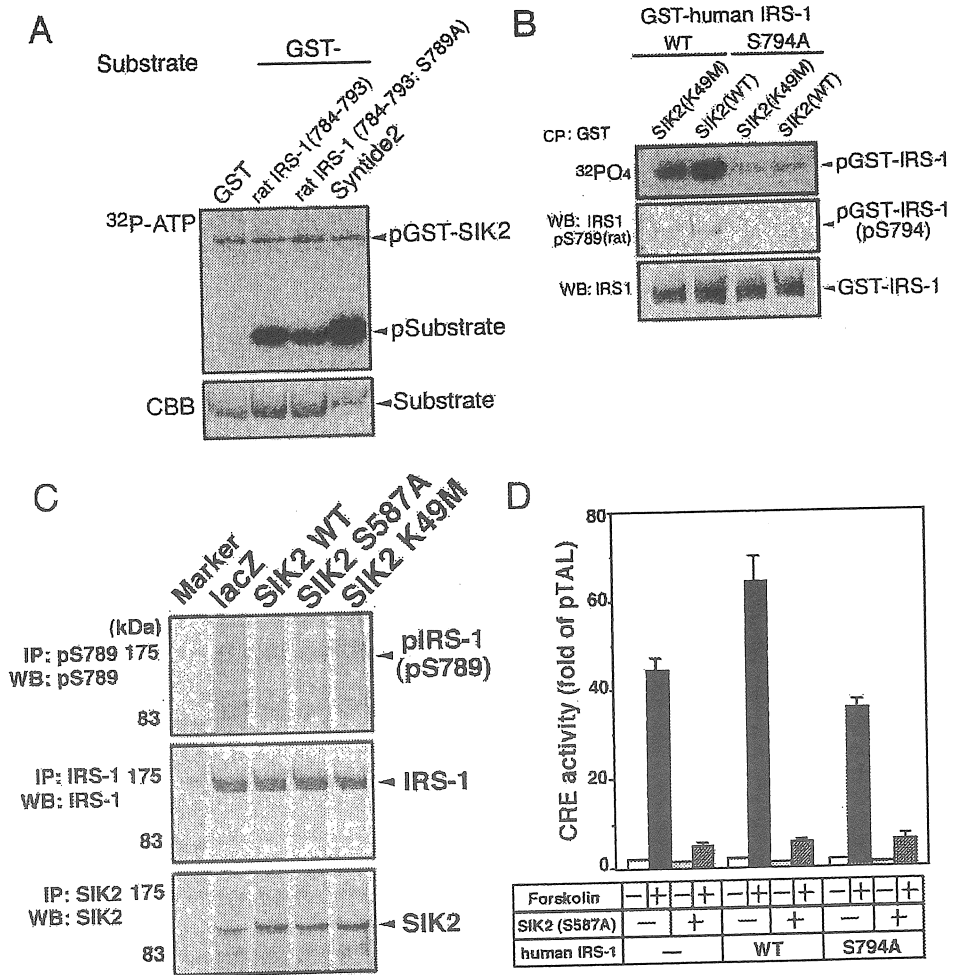 A
Substrate
GST-
GST
rat IRS-1(784-793)
rat IRS-1 (784-793: S789A)
Syntide2
32P-ATP
pGST-SIK2
pSubstrate
CBB
Substrate
B
GST-human IRS-1
WT
S794A
CP: GST
SIK2(K49M)
SIK2(WT)
SIK2(K49M)
SIK2(WT)
32PO4
pGST-IRS-1
WB: IRS1
pS789(rat)
pGST-IRS-1
(pS794)
WB: IRS1
GST-IRS-1
C
Marker
lacZ
SIK2 WT
SIK2 S587A
SIK2 K49M
(kDa)
IP: pS789 175
WB: pS789
83
pIRS-1
(pS789)
IP: IRS-1 175
WB: IRS-1
83
IRS-1
IP: SIK2 175
WB: SIK2
83
SIK2
D
CRE activity (fold of pTAL)
80
60
40
20
0
Forskolin − + − + − + − + − + − +
SIK2 (S587A) − + − + − +
human IRS-1 − WT S794A